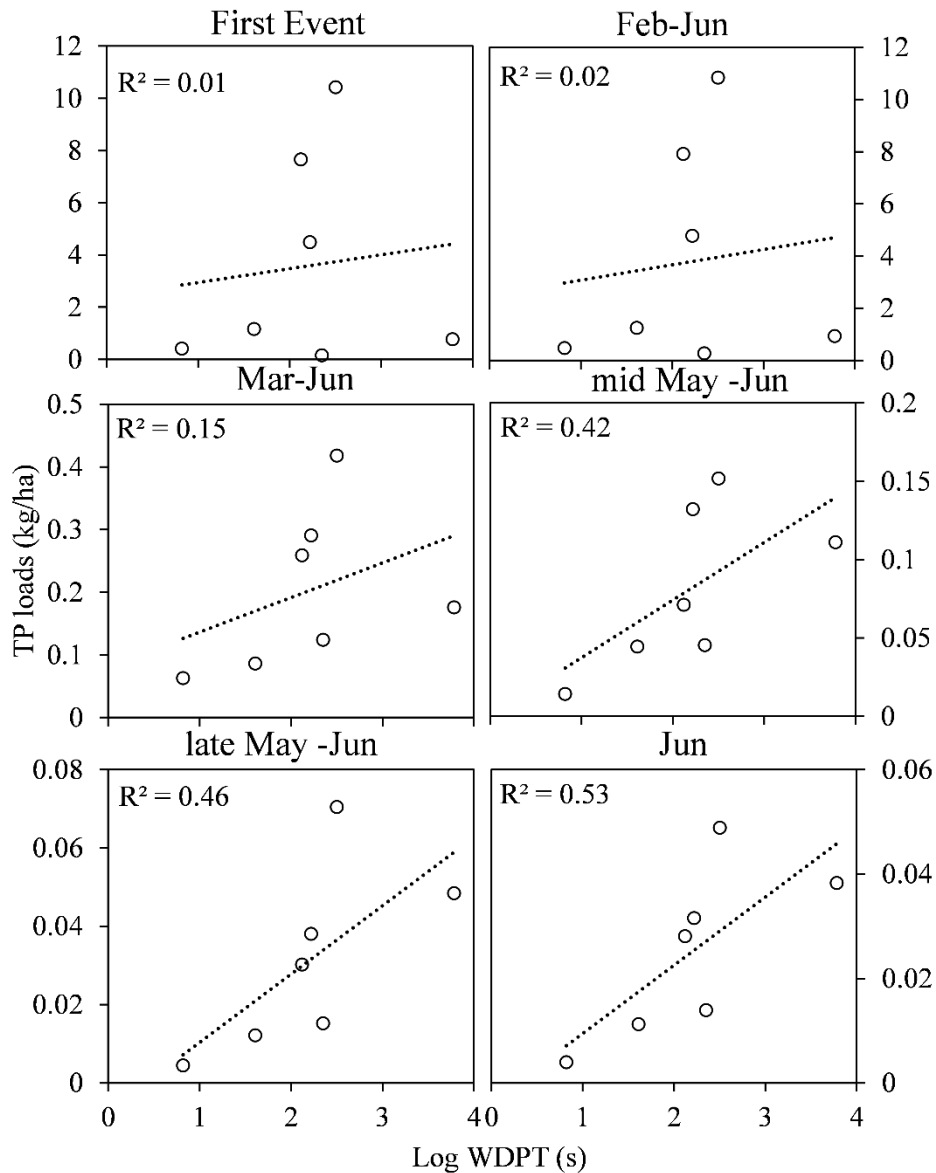 First Event
Feb-Jun
12
10
8
6
4
2
0
R² = 0.01
R² = 0.02
12
10
8
6
4
2
0
Mar-Jun
mid May -Jun
0.5
0.4
0.3
0.2
0.1
0
R² = 0.15
R² = 0.42
0.2
0.15
0.1
0.05
0
TP loads (kg/ha)
late May -Jun
Jun
0.08
0.06
0.04
0.02
0
R² = 0.46
R² = 0.53
0.06
0.04
0.02
0
0 1 2 3 4
0 1 2 3 4
Log WDPT (s)